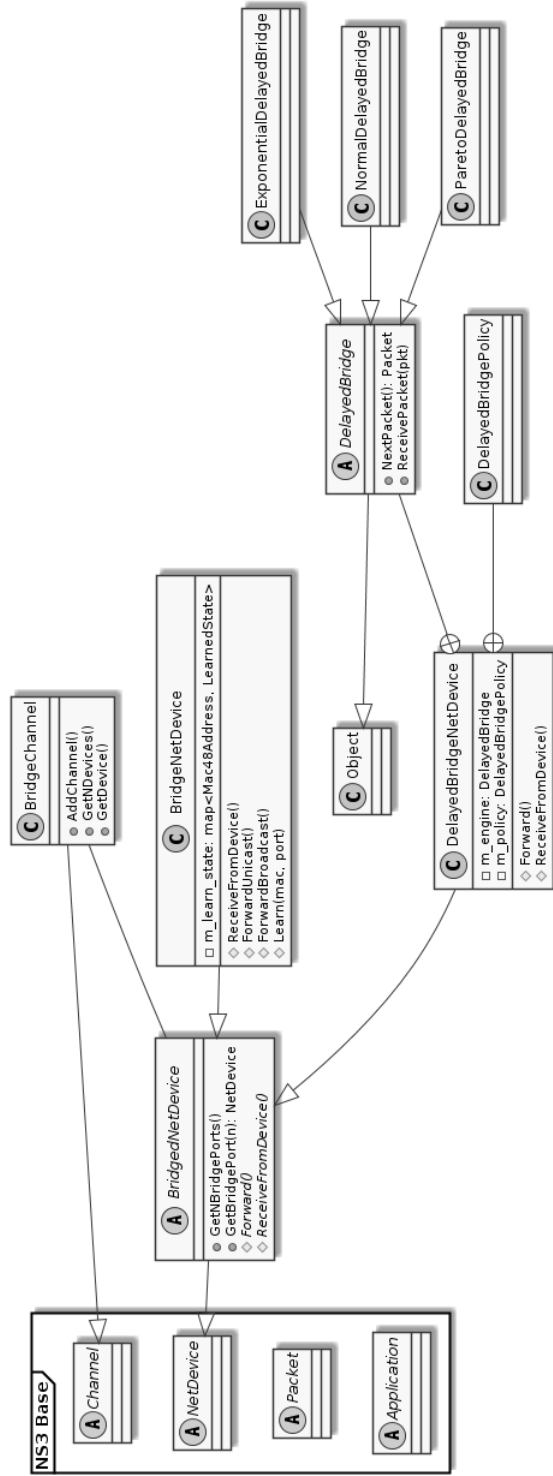 NS3 Base
A Channel
A NetDevice
A Packet
A Application
C BridgeChannel
AddChannel()
GetNDevices()
GetDevice()
A BridgedNetDevice
GetNBridgePorts()
GetBridgePort(n): NetDevice
Forward()
ReceiveFromDevice()
C BridgeNetDevice
m_learn_state: map<Mac48Address, LearnedState>
ReceiveFromDevice()
ForwardUnicast()
ForwardBroadcast()
Learn(mac, port)
C Object
C DelayedBridgeNetDevice
m_engine: DelayedBridge
m_policy: DelayedBridgePolicy
Forward()
ReceiveFromDevice()
A DelayedBridge
NextPacket(): Packet
ReceivePacket(pkt)
C DelayedBridgePolicy
C ExponentialDelayedBridge
C NormalDelayedBridge
C ParetoDelayedBridge